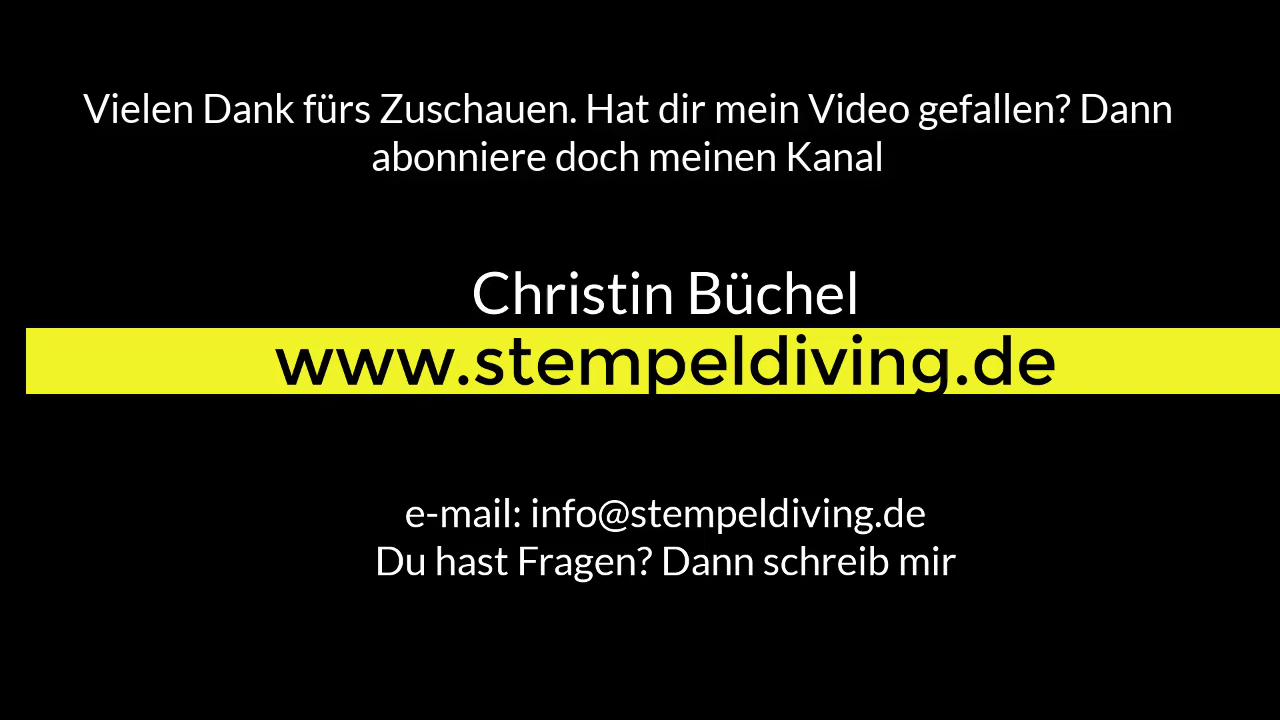 Vielen Dank fürs Zuschauen. Hat dir mein Video gefallen? Dann
abonniere doch meinen Kanal
Christin Büchel
www.stempeldiving.de
e-mail: info@stempeldiving.de
Du hast Fragen? Dann schreib mir